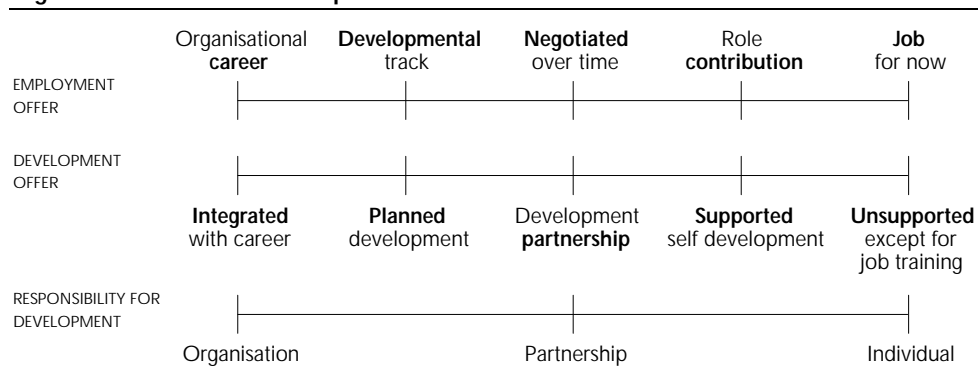 Organisational Developmental Negotiated Role Job
career track over time contribution for now
EMPLOYMENT
OFFER
DEVELOPMENT
OFFER
Integrated Planned Development Supported Unsupported
with career development partnership self development except for
job training
RESPONSIBILITY FOR
DEVELOPMENT
Organisation Partnership Individual